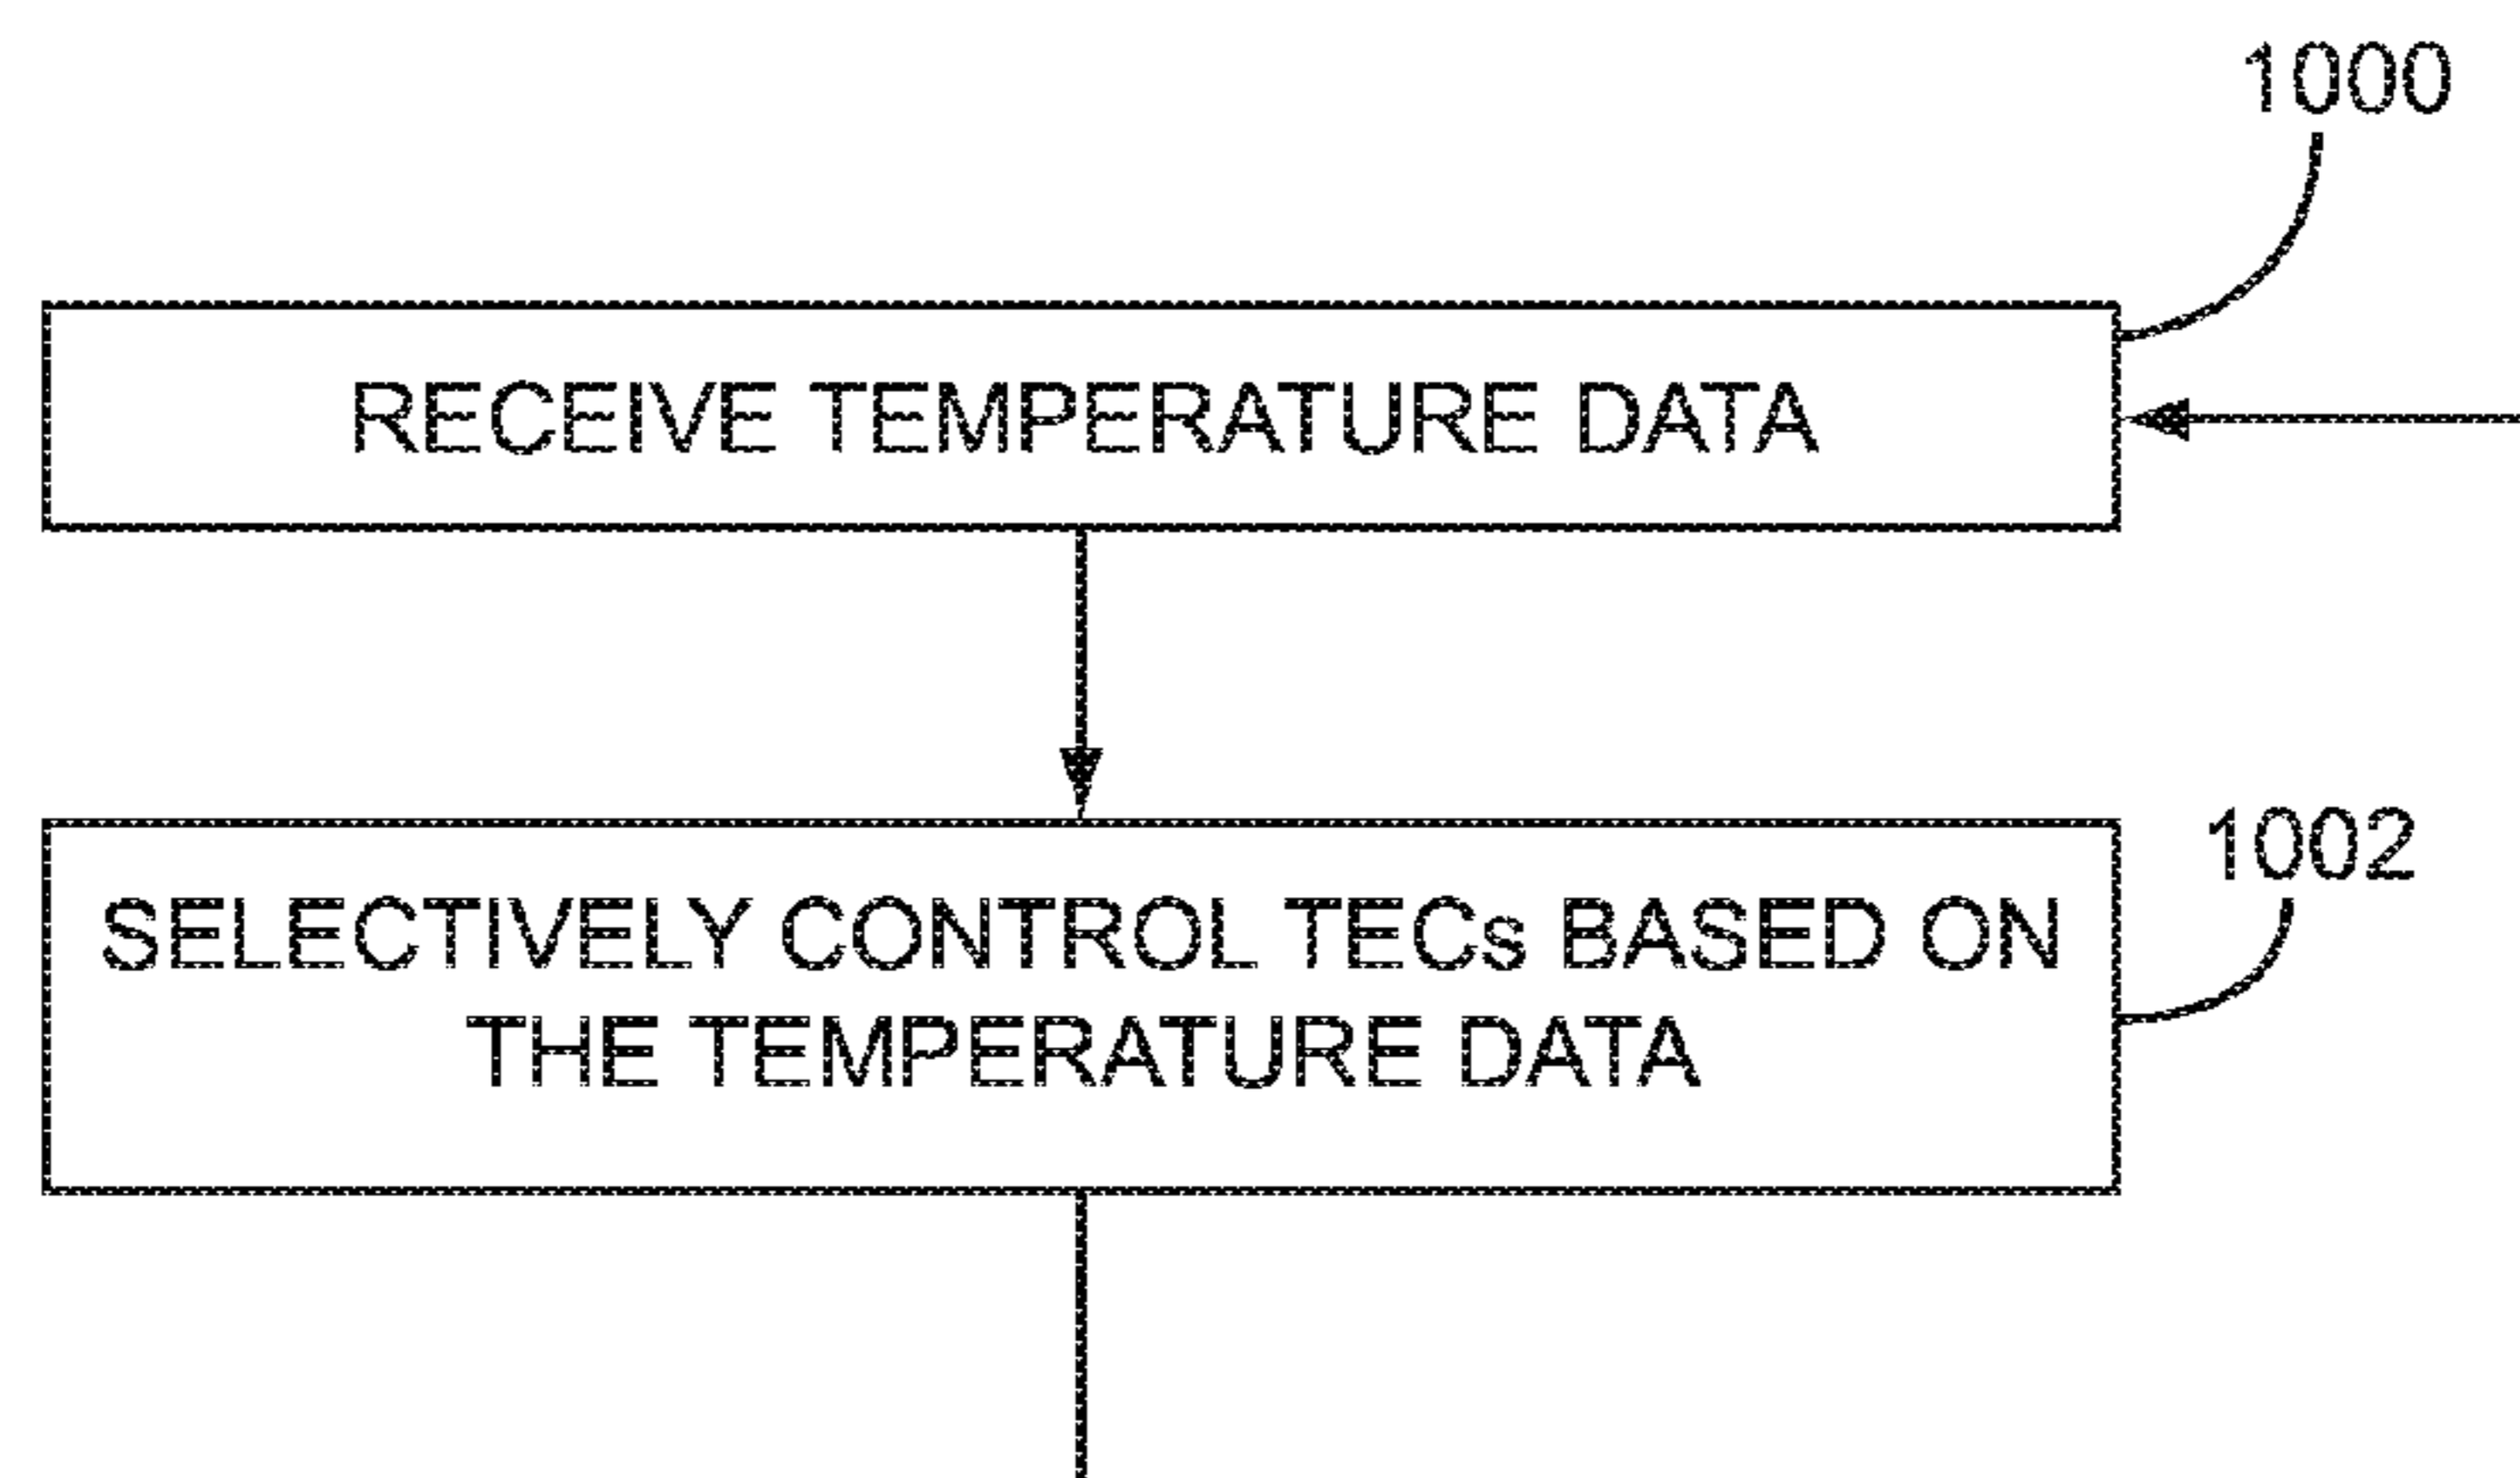 1000
RECEIVE TEMPERATURE DATA
1002
SELECTIVELY CONTROL TECs BASED ON
THE TEMPERATURE DATA